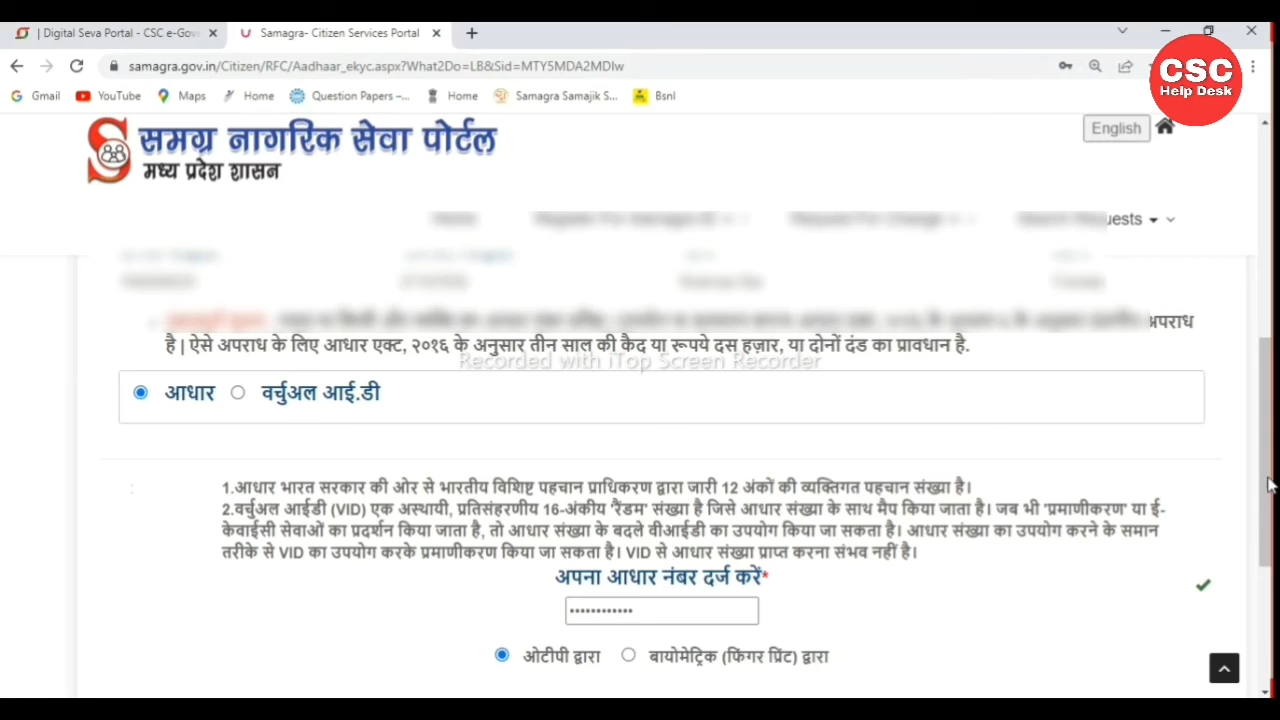 | Digital Seva Portal - CSC e-Gov
Samagra- Citizen Services Portal
samagra.gov.in/Citizen/RFC/Aadhaar_ekyc.aspx?What2Do=LB&Sid=MTY5MDA2MDIw
CSC
Help Desk
Gmail YouTube Maps Home Question Papers –... Home Samagra Samajik S... Bsnl
समग्र नागरिक सेवा पोर्टल
मध्य प्रदेश शासन
English
uests
अपराध
है | ऐसे अपराध के लिए आधार एक्ट, २०१६ के अनुसार तीन साल की कैद या रूपये दस हज़ार, या दोनों दंड का प्रावधान है.
Recorded with iTop Screen Recorder
आधार वर्चुअल आई.डी
:
1.आधार भारत सरकार की ओर से भारतीय विशिष्ट पहचान प्राधिकरण द्वारा जारी 12 अंकों की व्यक्तिगत पहचान संख्या है।
2.वर्चुअल आईडी (VID) एक अस्थायी, प्रतिसंहरणीय 16-अंकीय 'रैंडम' संख्या है जिसे आधार संख्या के साथ मैप किया जाता है। जब भी 'प्रमाणीकरण' या ई-
केवाईसी सेवाओं का प्रदर्शन किया जाता है, तो आधार संख्या के बदले वीआईडी का उपयोग किया जा सकता है। आधार संख्या का उपयोग करने के समान
तरीके से VID का उपयोग करके प्रमाणीकरण किया जा सकता है। VID से आधार संख्या प्राप्त करना संभव नहीं है।
अपना आधार नंबर दर्ज करें*
••••••••••••
ओटीपी द्वारा बायोमेट्रिक (फिंगर प्रिंट) द्वारा